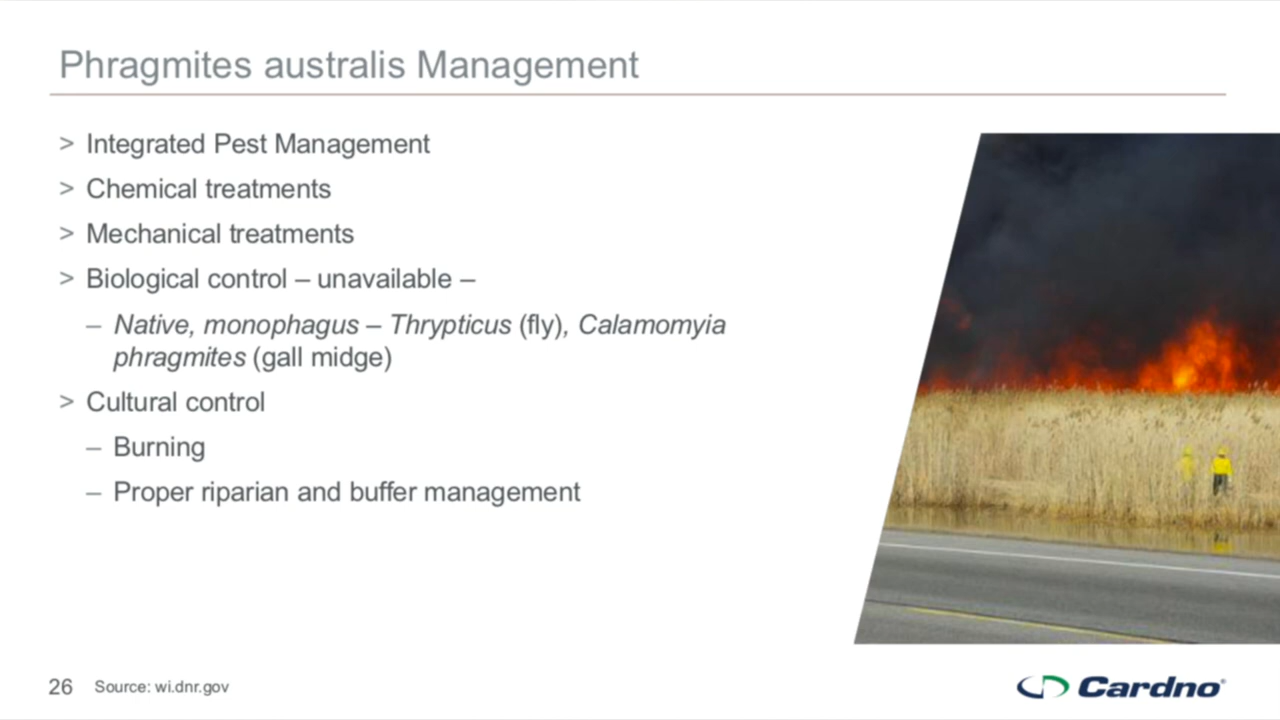 Phragmites australis Management
> Integrated Pest Management
> Chemical treatments
> Mechanical treatments
> Biological control – unavailable –
– Native, monophagus – Thrypticus (fly), Calamomyia
phragmites (gall midge)
> Cultural control
– Burning
– Proper riparian and buffer management
26 Source: wi.dnr.gov
Cardno®